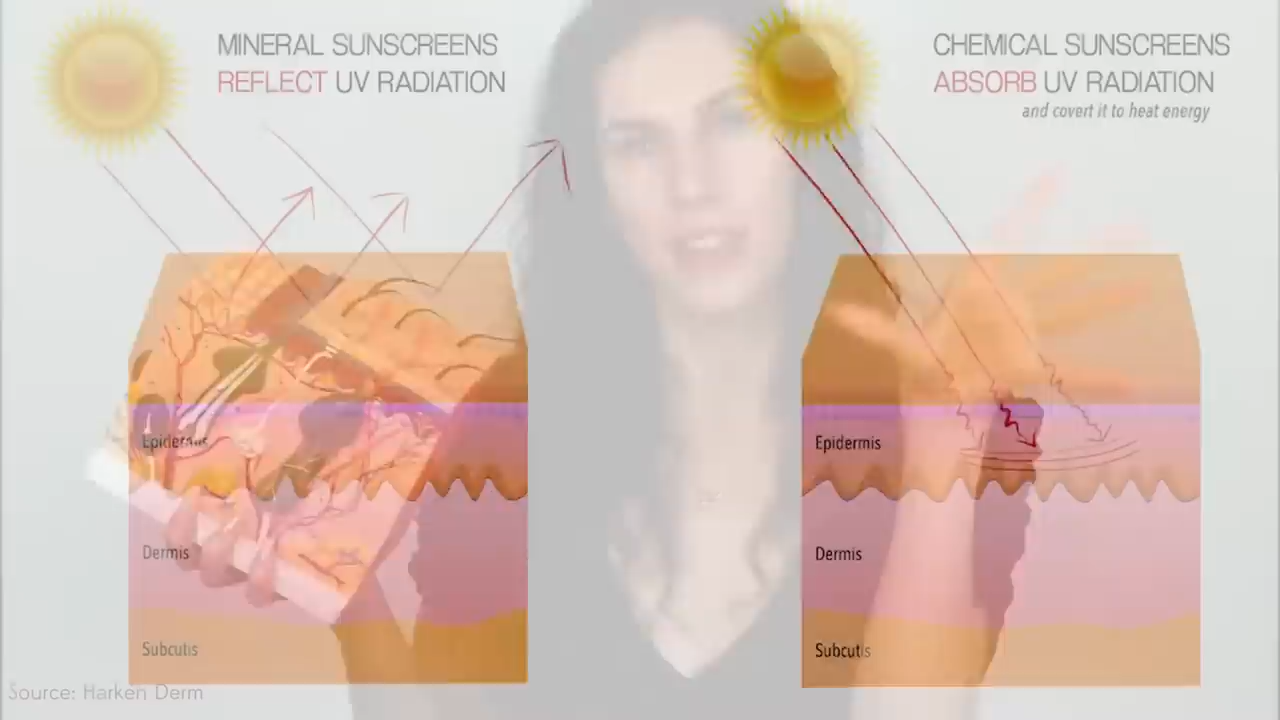 MINERAL SUNSCREENS
REFLECT UV RADIATION
CHEMICAL SUNSCREENS
ABSORB UV RADIATION
and covert it to heat energy
Epidermis
Dermis
Subcutis
Epidermis
Dermis
Subcutis
Source: Harken Derm